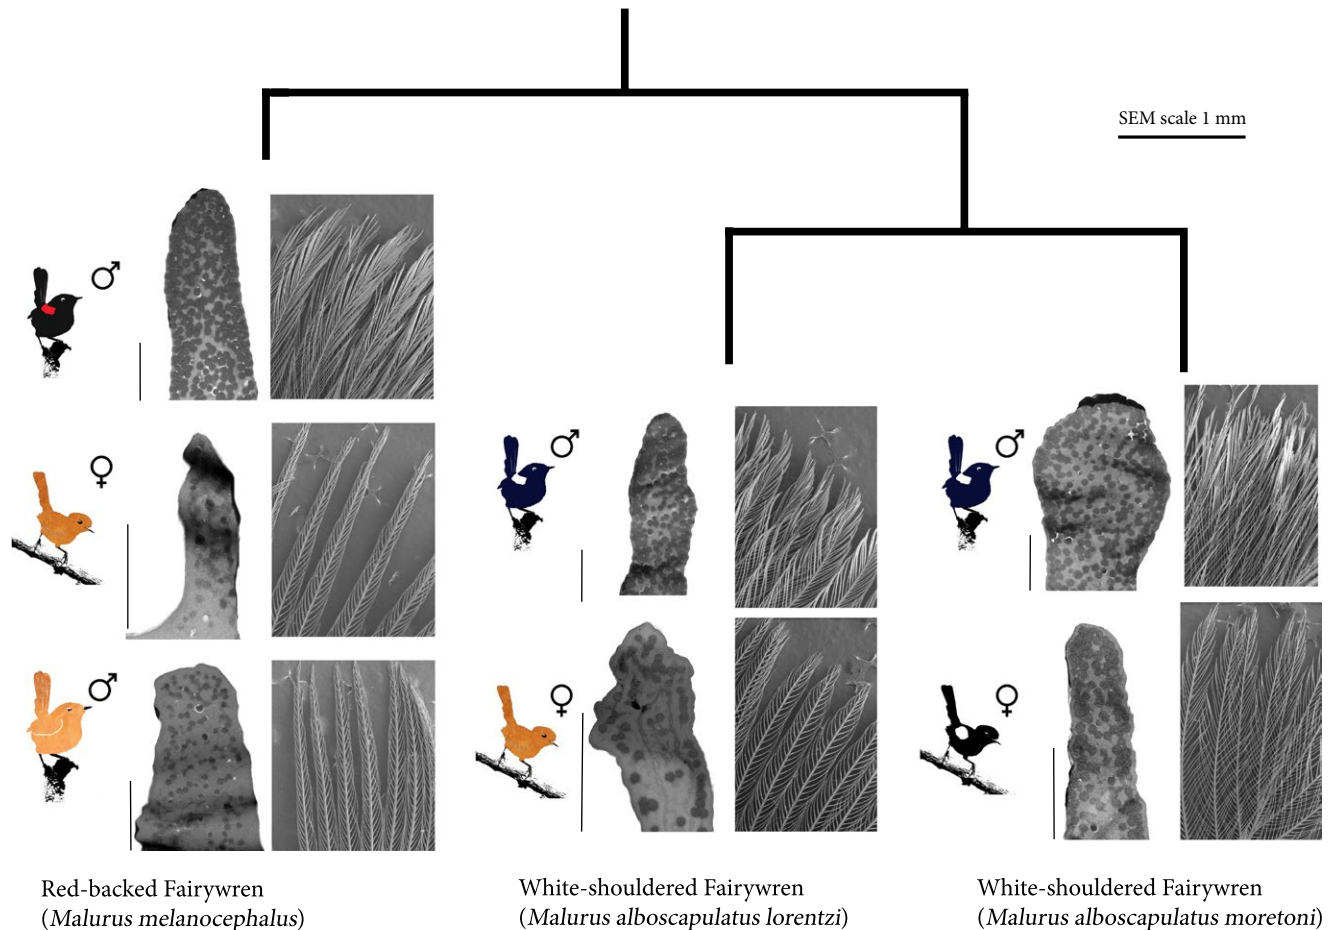 SEM scale 1 mm
♂
♀
♂
♂
♀
♂
♀
Red-backed Fairywren
(Malurus melanocephalus)
White-shouldered Fairywren
(Malurus alboscapulatus lorentzi)
White-shouldered Fairywren
(Malurus alboscapulatus moretoni)